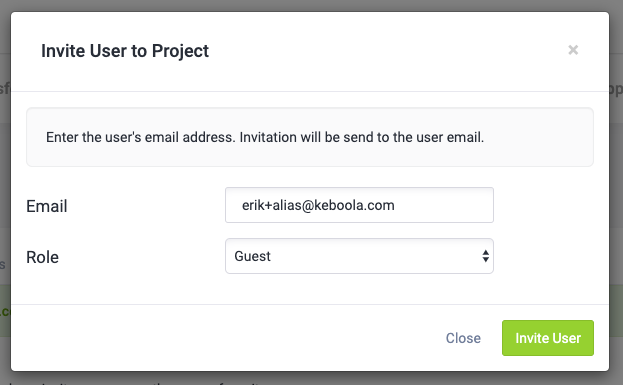 Invite User to Project
×
Enter the user's email address. Invitation will be send to the user email.
Email
erik+alias@keboola.com
Role
Guest
Close
Invite User